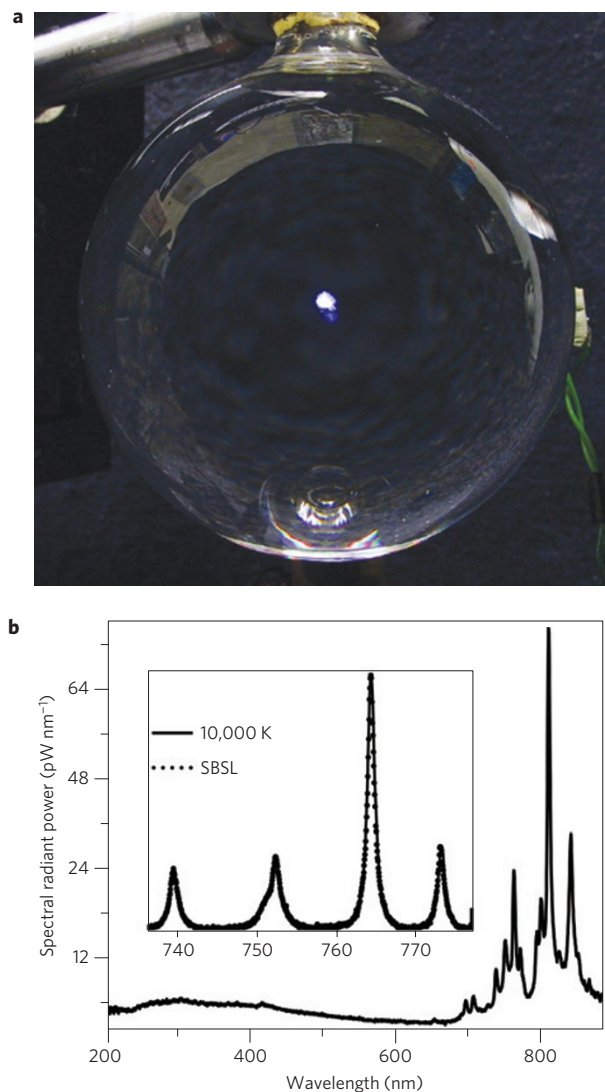 a
b
Spectral radiant power (pW nm⁻¹)
64
48
24
12
10,000 K
SBSL
740
750
760
770
200
400
600
800
Wavelength (nm)